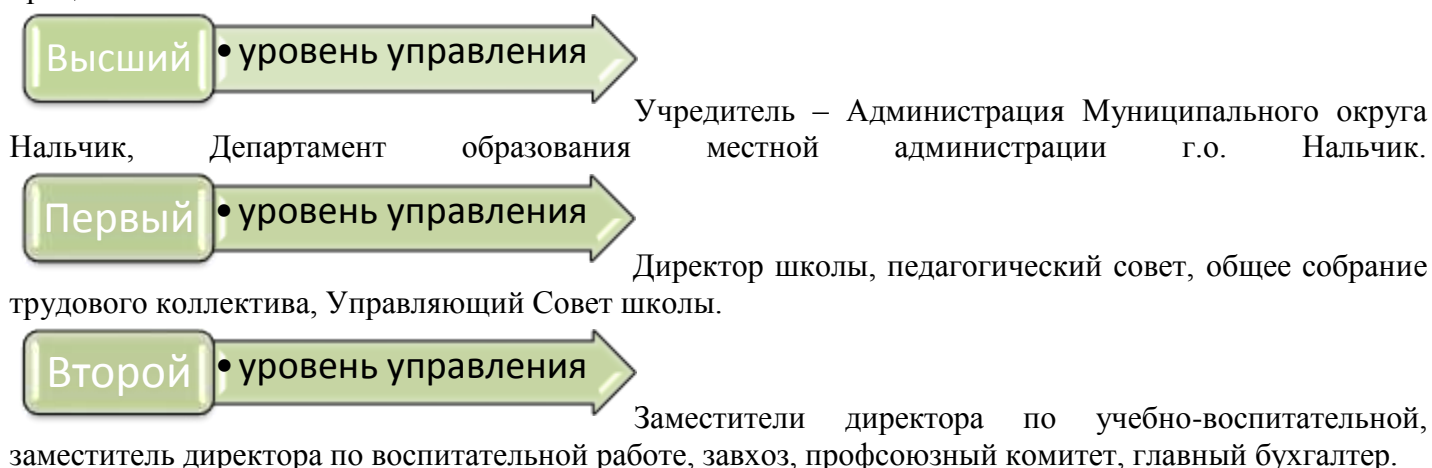 Высший • уровень управления
Учредитель – Администрация Муниципального округа
Нальчик, Департамент образования местной администрации г.о. Нальчик.
Первый • уровень управления
Директор школы, педагогический совет, общее собрание
трудового коллектива, Управляющий Совет школы.
Второй • уровень управления
Заместители директора по учебно-воспитательной,
заместитель директора по воспитательной работе, завхоз, профсоюзный комитет, главный бухгалтер.